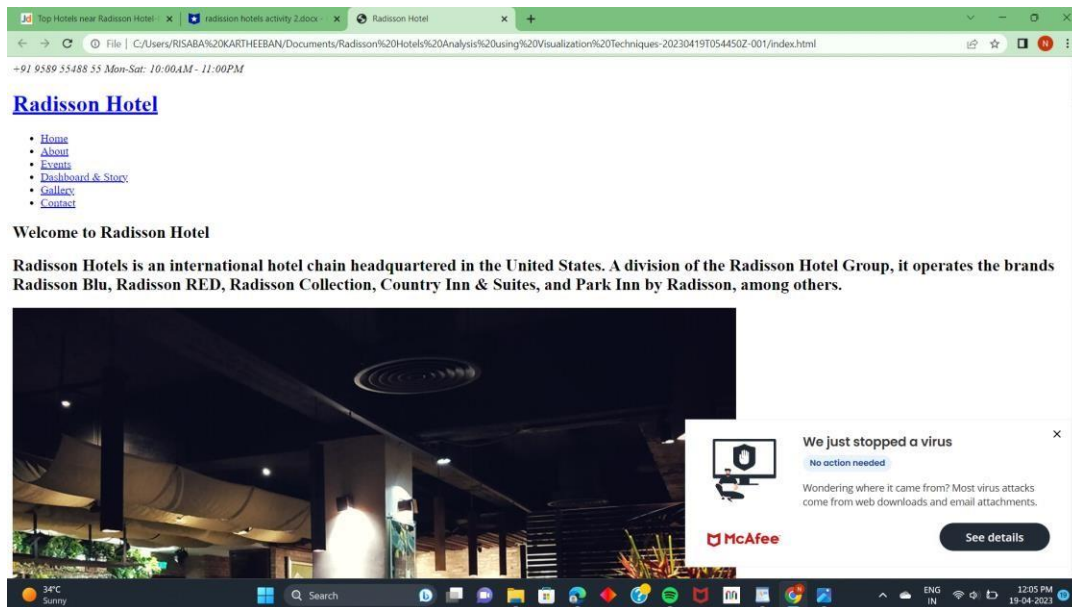 Jd Top Hotels near Radisson Hotel
radission hotels activity 2.docx -
Radisson Hotel
File | C:/Users/RISABA%20KARTHEEBAN/Documents/Radisson%20Hotels%20Analysis%20using%20Visualization%20Techniques-20230419T054450Z-001/index.html
N
+91 9589 55488 55 Mon-Sat: 10:00AM - 11:00PM
Radisson Hotel
Home
About
Events
Dashboard & Story
Gallery
Contact
Welcome to Radisson Hotel
Radisson Hotels is an international hotel chain headquartered in the United States. A division of the Radisson Hotel Group, it operates the brands
Radisson Blu, Radisson RED, Radisson Collection, Country Inn & Suites, and Park Inn by Radisson, among others.
We just stopped a virus
No action needed
Wondering where it came from? Most virus attacks
come from web downloads and email attachments.
McAfee
See details
34°C
Sunny
Search
ENG
IN
12:05 PM
19-04-2023